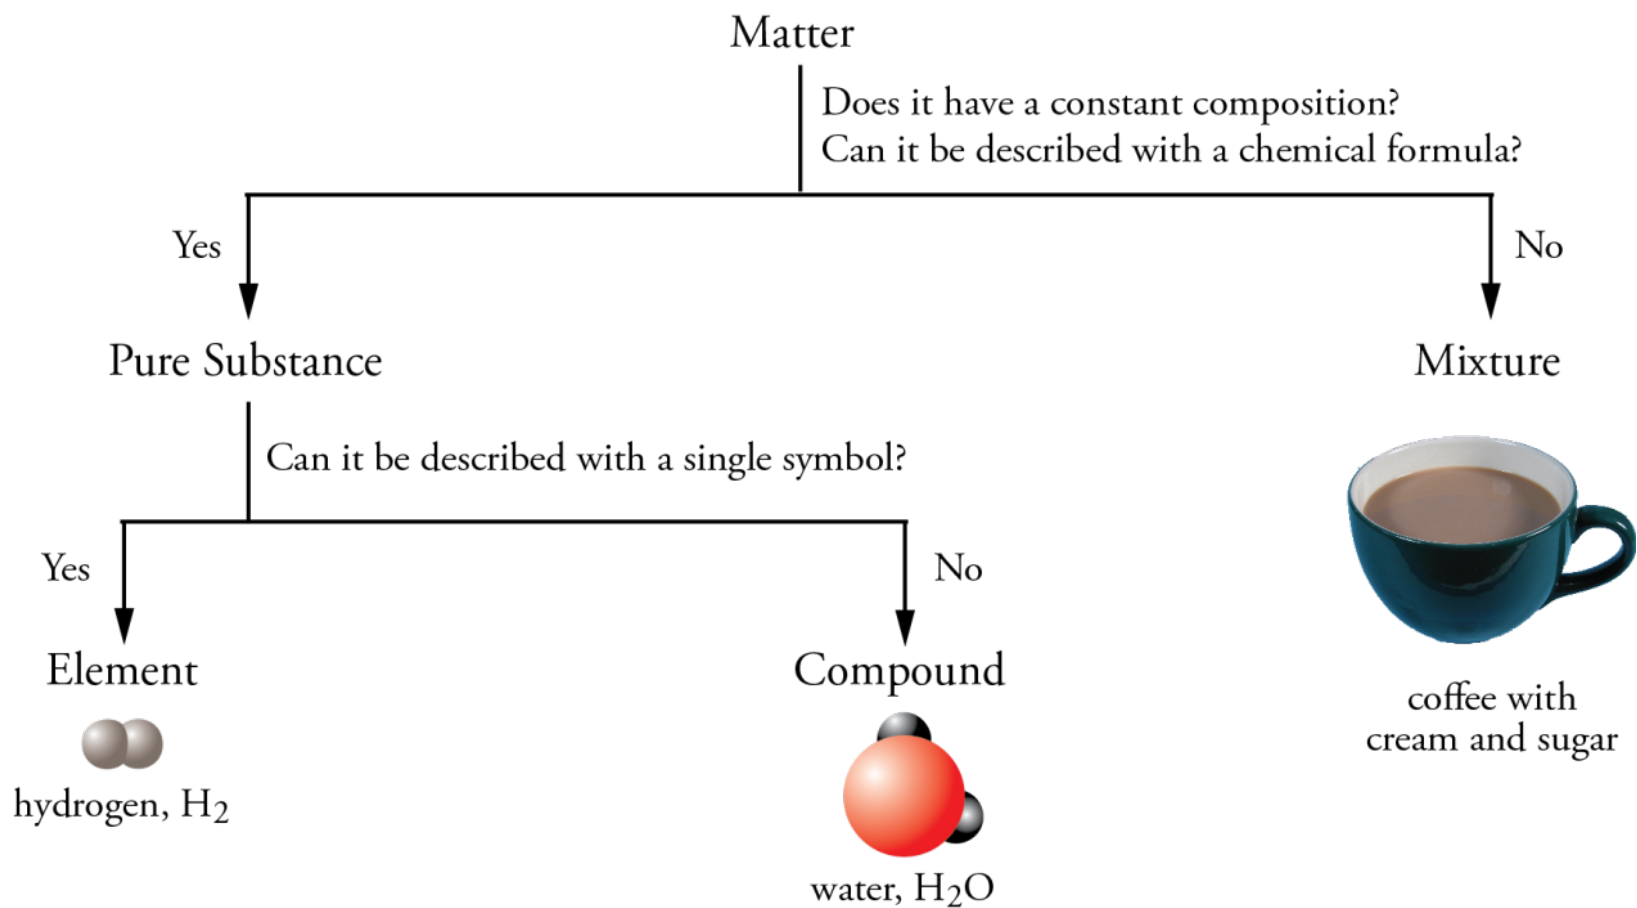 Matter
Does it have a constant composition?
Can it be described with a chemical formula?
Yes
No
Pure Substance
Mixture
Can it be described with a single symbol?
Yes
No
Element
Compound
coffee with
cream and sugar
hydrogen, H2
water, H2O